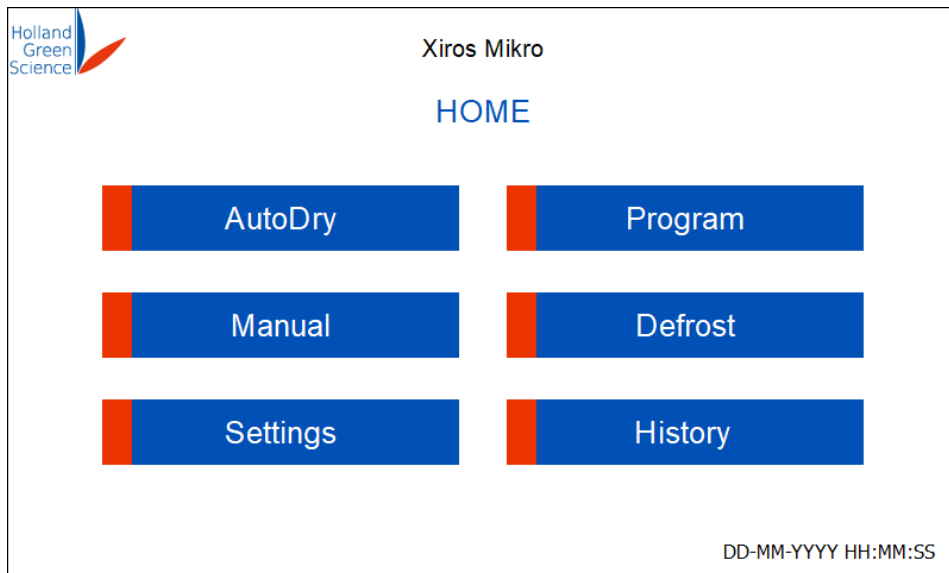 Holland
Green
Science
Xiros Mikro
HOME
AutoDry
Program
Manual
Defrost
Settings
History
DD-MM-YYYY HH:MM:SS